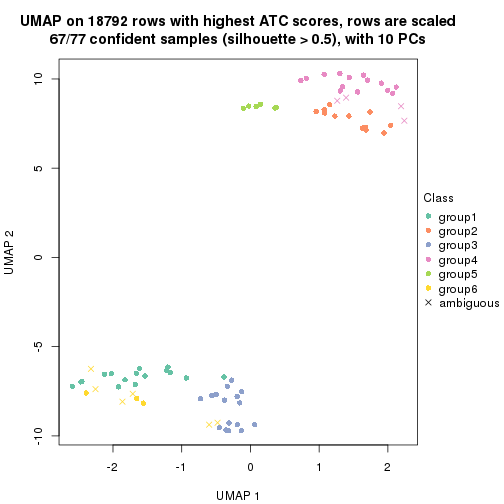 UMAP on 18792 rows with highest ATC scores, rows are scaled
67/77 confident samples (silhouette > 0.5), with 10 PCs
10
5
0
-5
-10
UMAP 2
-2
-1
0
1
2
UMAP 1
Class
group1
group2
group3
group4
group5
group6
ambiguous